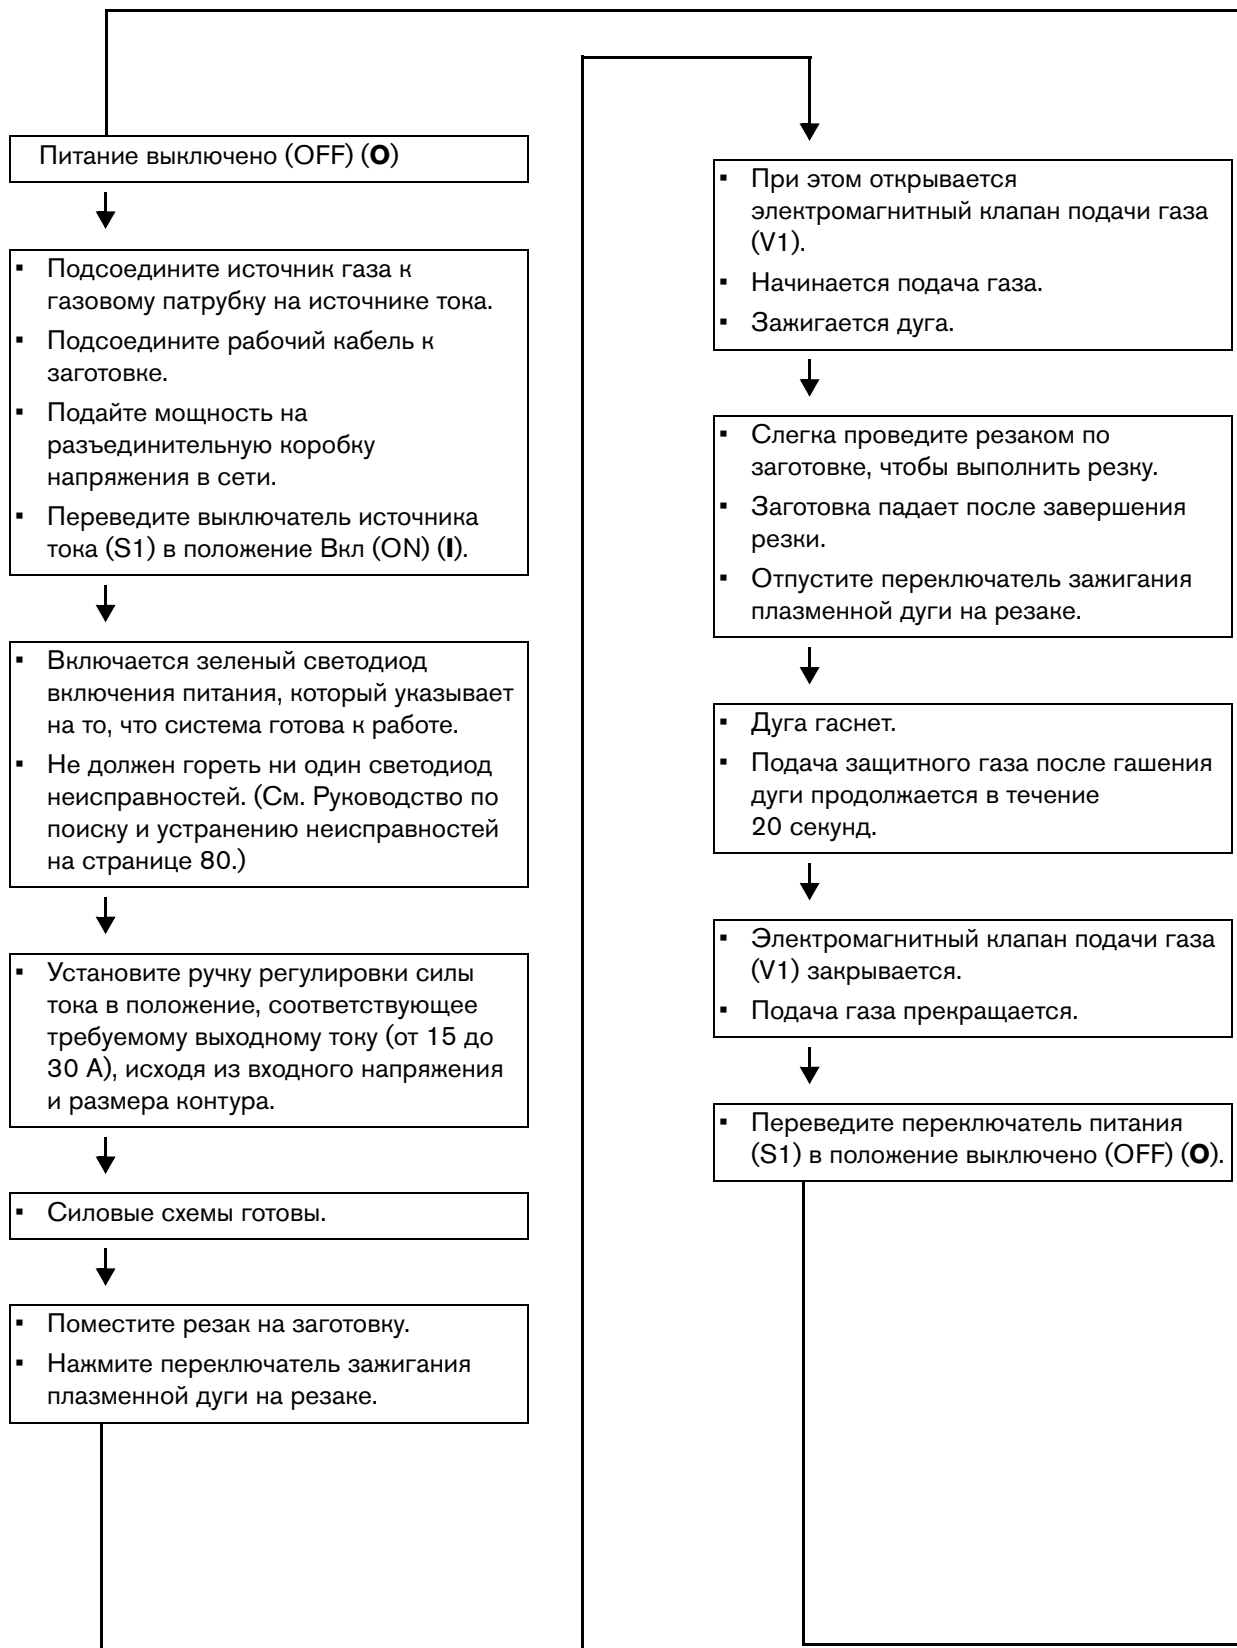 Питание выключено (OFF) (O)
▪ Подсоедините источник газа к
газовому патрубку на источнике тока.
▪ Подсоедините рабочий кабель к
заготовке.
▪ Подайте мощность на
разъединительную коробку
напряжения в сети.
▪ Переведите выключатель источника
тока (S1) в положение Вкл (ON) (I).
▪ Включается зеленый светодиод
включения питания, который указывает
на то, что система готова к работе.
▪ Не должен гореть ни один светодиод
неисправностей. (См. Руководство по
поиску и устранению неисправностей
на странице 80.)
▪ Установите ручку регулировки силы
тока в положение, соответствующее
требуемому выходному току (от 15 до
30 А), исходя из входного напряжения
и размера контура.
▪ Силовые схемы готовы.
▪ Поместите резак на заготовку.
▪ Нажмите переключатель зажигания
плазменной дуги на резаке.
▪ При этом открывается
электромагнитный клапан подачи газа
(V1).
▪ Начинается подача газа.
▪ Зажигается дуга.
▪ Слегка проведите резаком по
заготовке, чтобы выполнить резку.
▪ Заготовка падает после завершения
резки.
▪ Отпустите переключатель зажигания
плазменной дуги на резаке.
▪ Дуга гаснет.
▪ Подача защитного газа после гашения
дуги продолжается в течение
20 секунд.
▪ Электромагнитный клапан подачи газа
(V1) закрывается.
▪ Подача газа прекращается.
▪ Переведите переключатель питания
(S1) в положение выключено (OFF) (O).